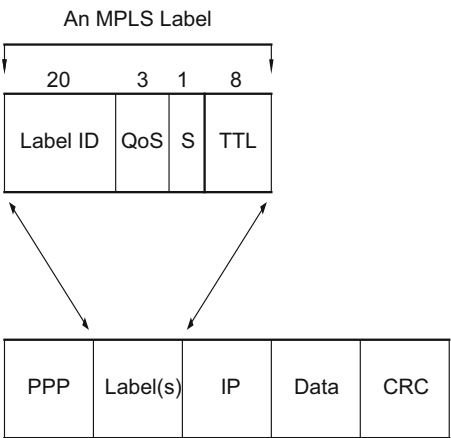 An MPLS Label
20 3 1 8
Label ID QoS S TTL
PPP Label(s) IP Data CRC